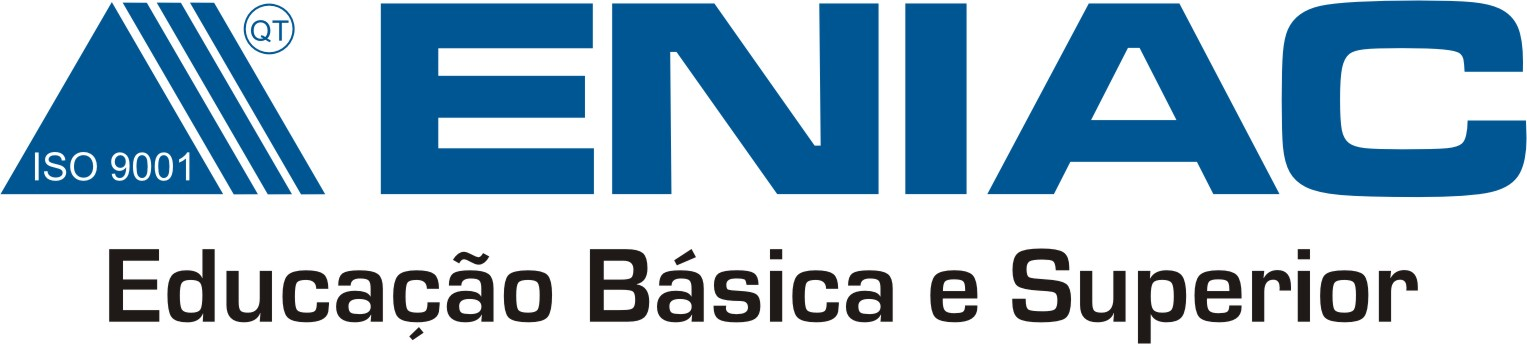 QT
ENIAC
ISO 9001
Educação Básica e Superior